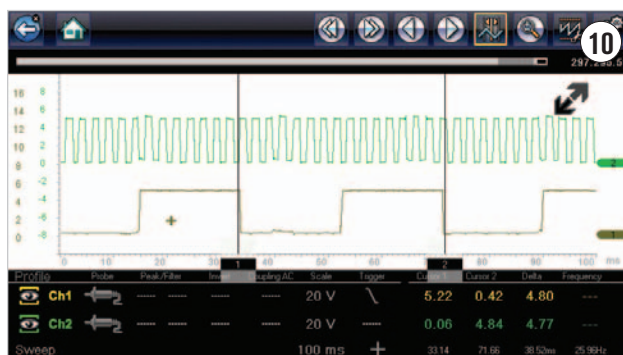 10
297.293.5
16 8
14 6
12 4
10 2
8 0
6 -2
4 -4
2 -6
0 -8
2
1
0 10 20 30 40 50 60 70 80 90 100 ms
1 2
Profile Probe Peak/Filter Invert Coupling AC Scale Trigger Cursor 1 Cursor 2 Delta Frequency
Ch1 ----- ----- ----- ----- 20 V 5.22 0.42 4.80 ---
Ch2 ----- ----- ----- ----- 20 V 0.06 4.84 4.77 ---
Sweep 100 ms 33.14 71.66 38.52ms 25.96Hz